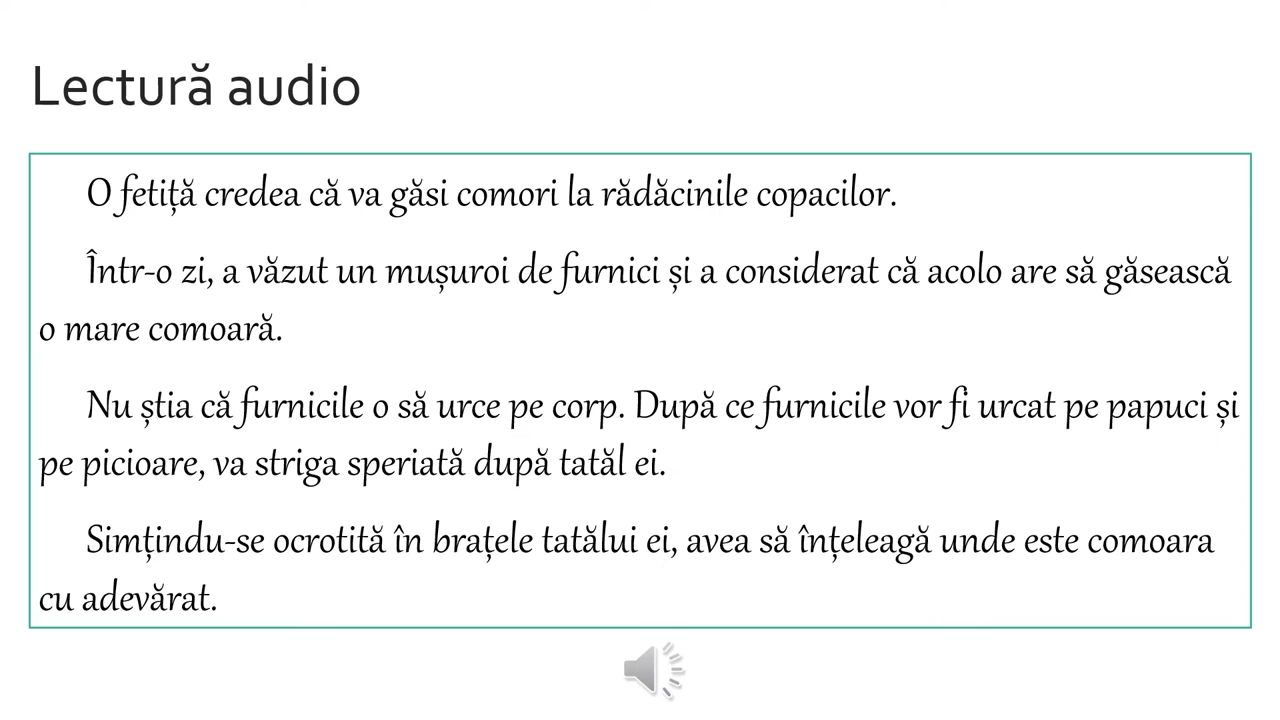 Lectură audio
O fetiță credea că va găsi comori la rădăcinile copacilor.
Într-o zi, a văzut un mușuroi de furnici și a considerat că acolo are să găsească
o mare comoară.
Nu știa că furnicile o să urce pe corp. După ce furnicile vor fi urcat pe papuci și
pe picioare, va striga speriată după tatăl ei.
Simțindu-se ocrotită în brațele tatălui ei, avea să înțeleagă unde este comoara
cu adevărat.